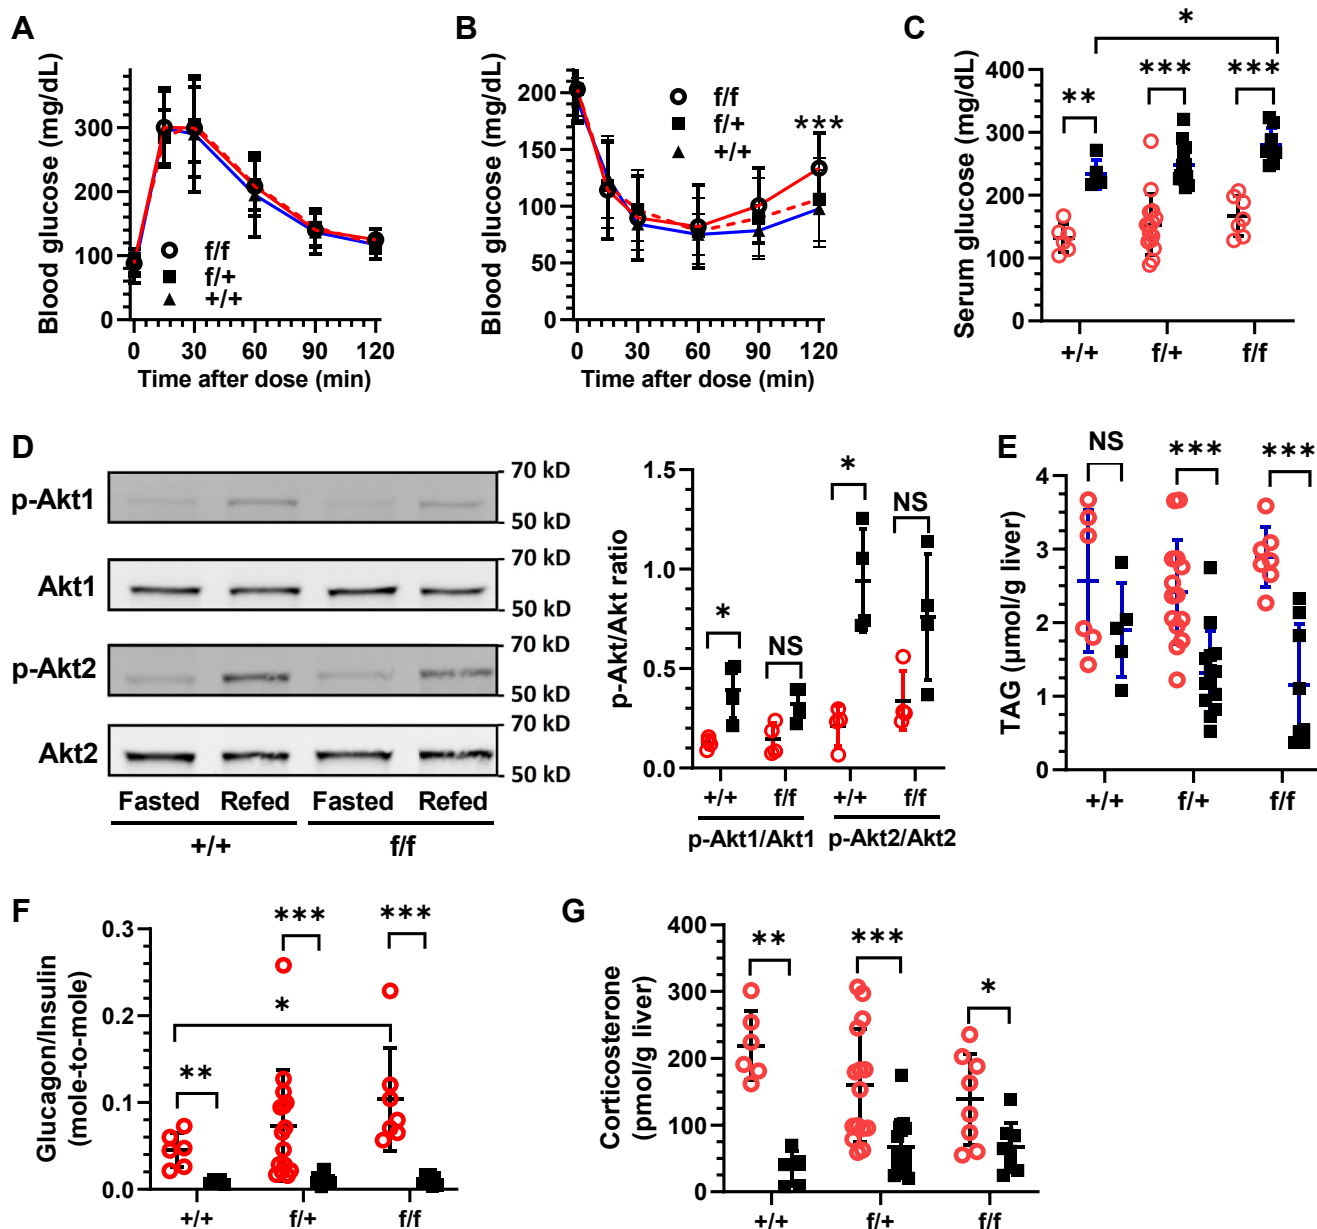 A
Blood glucose (mg/dL)
300
200
100
0
f/f
f/+
+/+
0 30 60 90 120
Time after dose (min)
B
Blood glucose (mg/dL)
200
150
100
50
0
f/f
f/+
+/+
***
0 30 60 90 120
Time after dose (min)
C
Serum glucose (mg/dL)
400
300
200
100
0
*
** *** ***
+/+ f/+ f/f
D
p-Akt1
70 kD
50 kD
Akt1
70 kD
50 kD
p-Akt2
70 kD
50 kD
Akt2
70 kD
50 kD
Fasted Refed Fasted Refed
+/+ f/f
p-Akt/Akt ratio
1.5
1.0
0.5
0.0
* NS * NS
+/+ f/f +/+ f/f
p-Akt1/Akt1 p-Akt2/Akt2
E
TAG (μmol/g liver)
4
3
2
1
0
NS *** ***
+/+ f/+ f/f
F
Glucagon/Insulin
(mole-to-mole)
0.3
0.2
0.1
0.0
*** ***
*
**
+/+ f/+ f/f
G
Corticosterone
(pmol/g liver)
400
300
200
100
0
** *** *
+/+ f/+ f/f